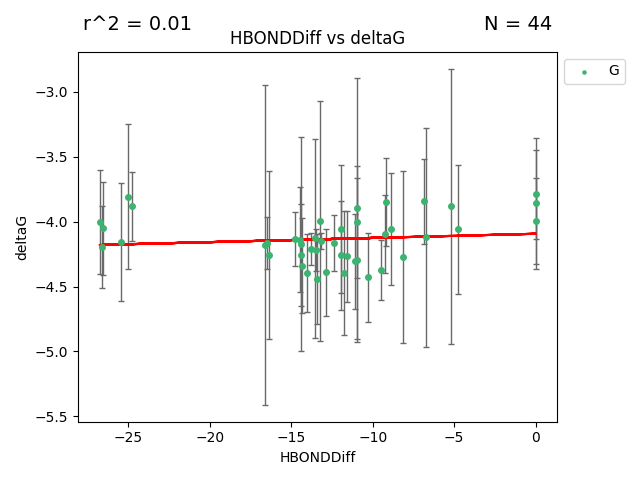 r^2 = 0.01
N = 44
HBONDDiff vs deltaG
G
−3.0
−3.5
−4.0
−4.5
−5.0
−5.5
deltaG
−25
−20
−15
−10
−5
0
HBONDDiff